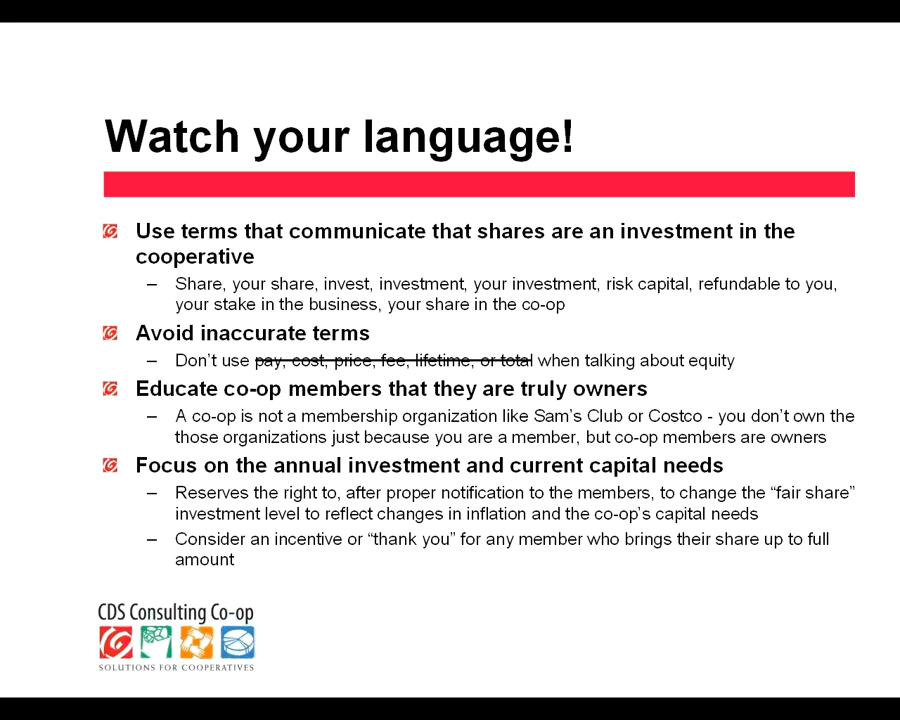 Watch your language!
Use terms that communicate that shares are an investment in the
cooperative
– Share, your share, invest, investment, your investment, risk capital, refundable to you,
your stake in the business, your share in the co-op
Avoid inaccurate terms
– Don't use pay, cost, price, fee, lifetime, or total when talking about equity
Educate co-op members that they are truly owners
– A co-op is not a membership organization like Sam's Club or Costco - you don't own the
those organizations just because you are a member, but co-op members are owners
Focus on the annual investment and current capital needs
– Reserves the right to, after proper notification to the members, to change the “fair share”
investment level to reflect changes in inflation and the co-op's capital needs
– Consider an incentive or “thank you” for any member who brings their share up to full
amount
CDS Consulting Co-op
SOLUTIONS FOR COOPERATIVES